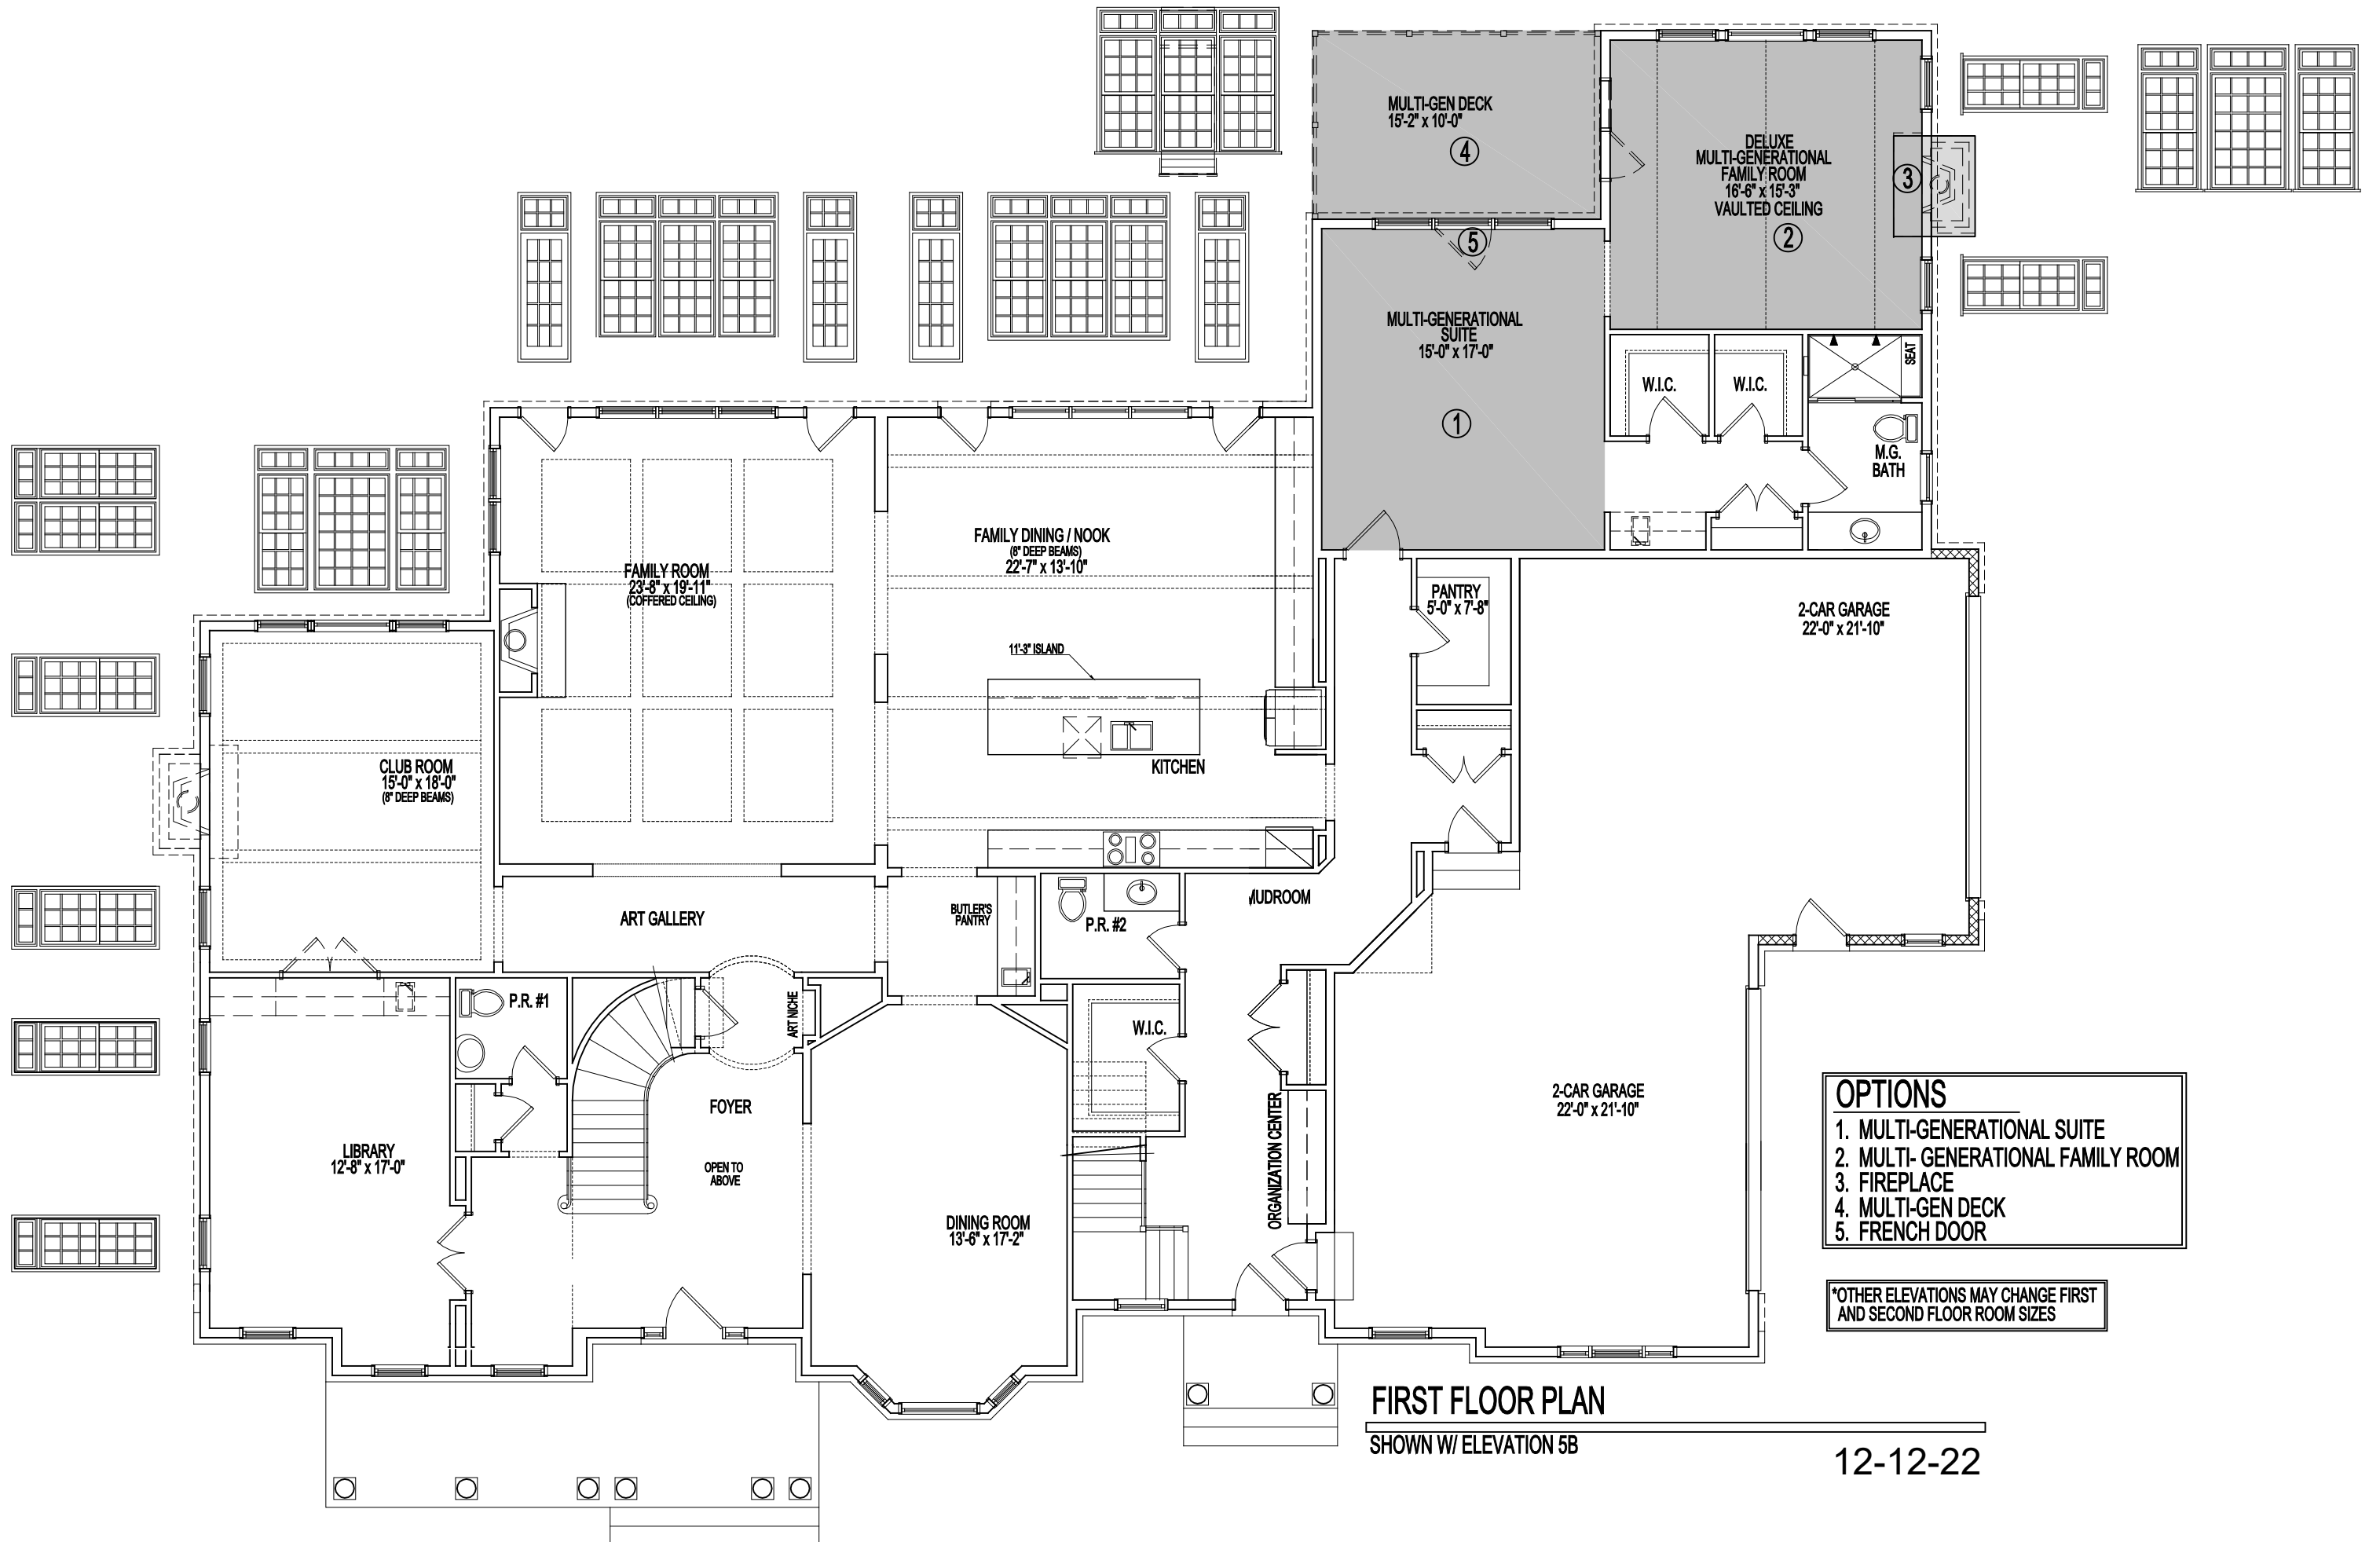 MULTI-GEN DECK
15'-2" x 10'-0"
4
DELUXE
MULTI-GENERATIONAL
FAMILY ROOM
16'-6" x 15'-3"
VAULTED CEILING
2
3
5
MULTI-GENERATIONAL
SUITE
15'-0" x 17'-0"
1
W.I.C.
W.I.C.
SEAT
M.G.
BATH
FAMILY ROOM
23'-8" x 19'-11"
(COFFERED CEILING)
FAMILY DINING / NOOK
(8" DEEP BEAMS)
22'-7" x 13'-10"
PANTRY
5'-0" x 7'-8"
2-CAR GARAGE
22'-0" x 21'-10"
11'-3" ISLAND
KITCHEN
CLUB ROOM
15'-0" x 18'-0"
(8" DEEP BEAMS)
ART GALLERY
BUTLER'S
PANTRY
P.R. #2
MUDROOM
P.R. #1
ART NICHE
W.I.C.
FOYER
OPEN TO
ABOVE
LIBRARY
12'-8" x 17'-0"
DINING ROOM
13'-6" x 17'-2"
ORGANIZATION CENTER
2-CAR GARAGE
22'-0" x 21'-10"
OPTIONS
1. MULTI-GENERATIONAL SUITE
2. MULTI- GENERATIONAL FAMILY ROOM
3. FIREPLACE
4. MULTI-GEN DECK
5. FRENCH DOOR
*OTHER ELEVATIONS MAY CHANGE FIRST
AND SECOND FLOOR ROOM SIZES
FIRST FLOOR PLAN
SHOWN W/ ELEVATION 5B
12-12-22